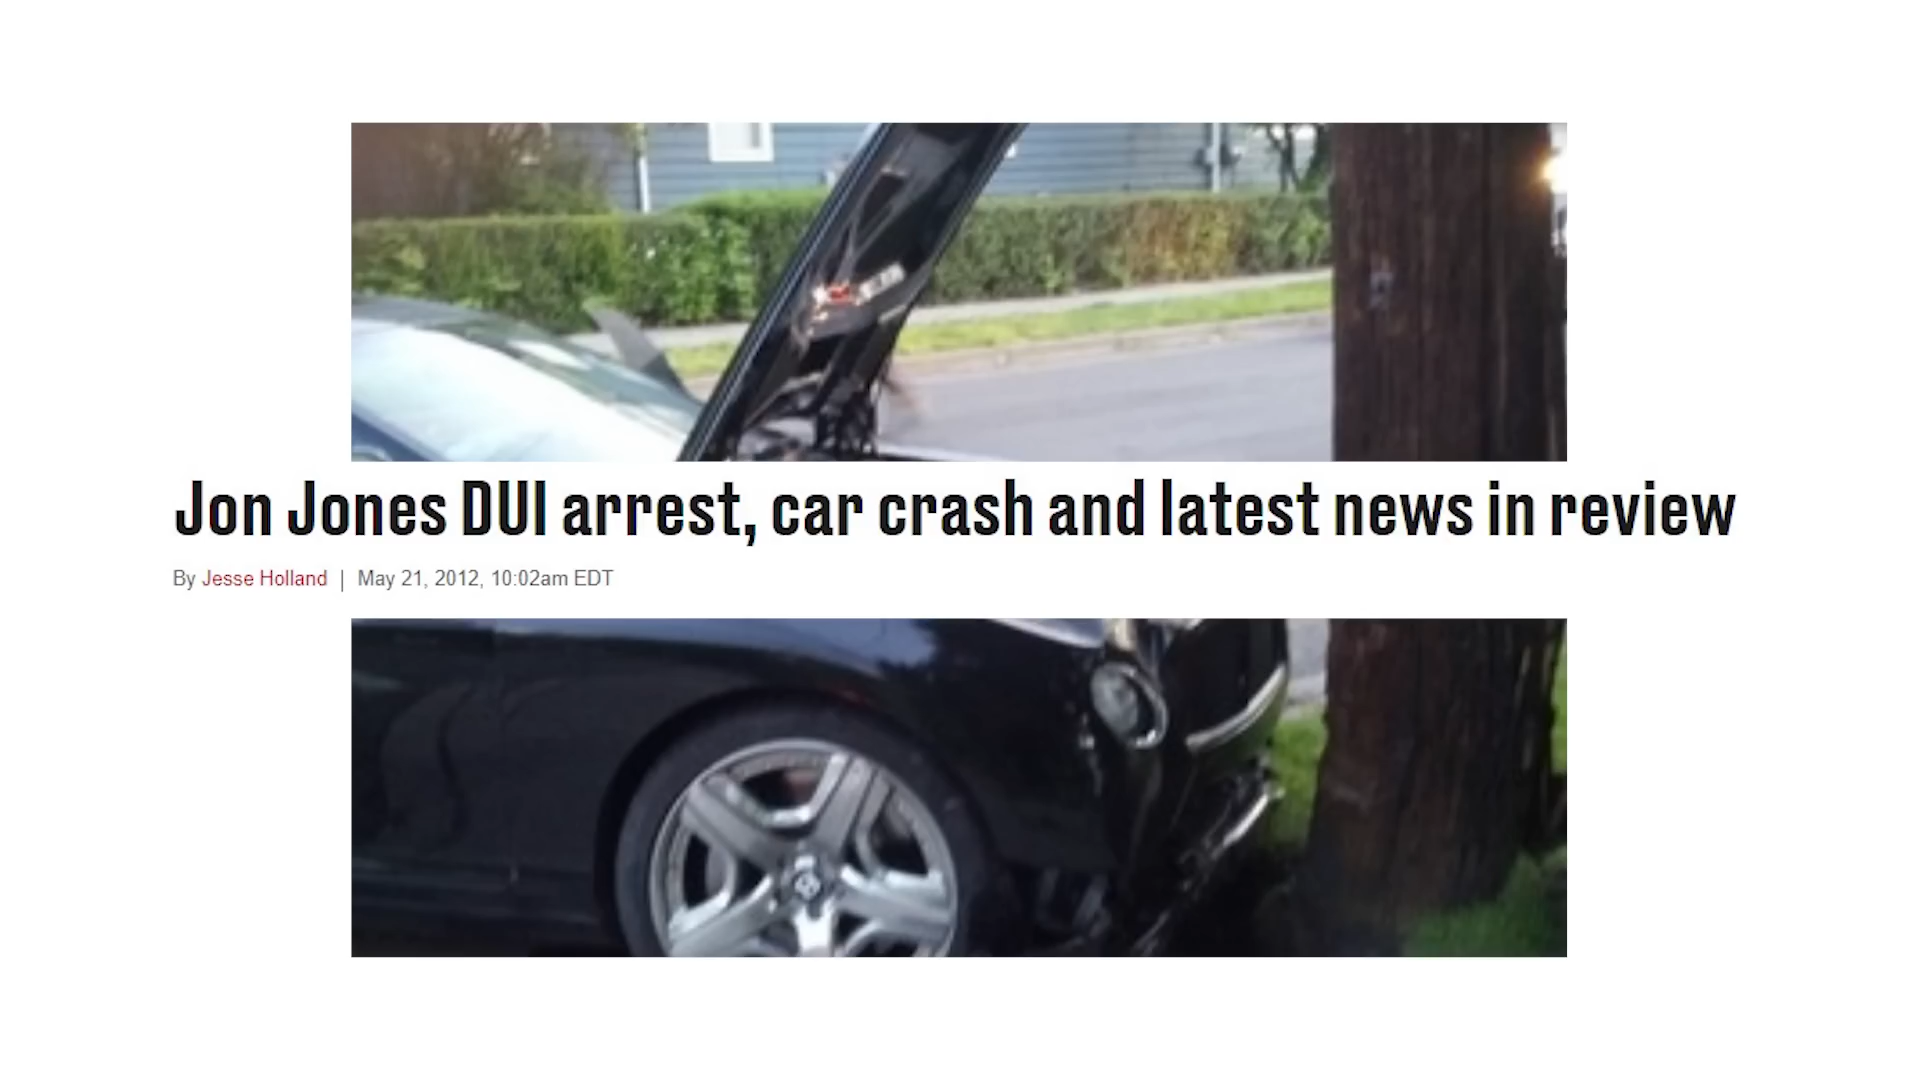 Jon Jones DUI arrest, car crash and latest news in review
By Jesse Holland | May 21, 2012, 10:02am EDT